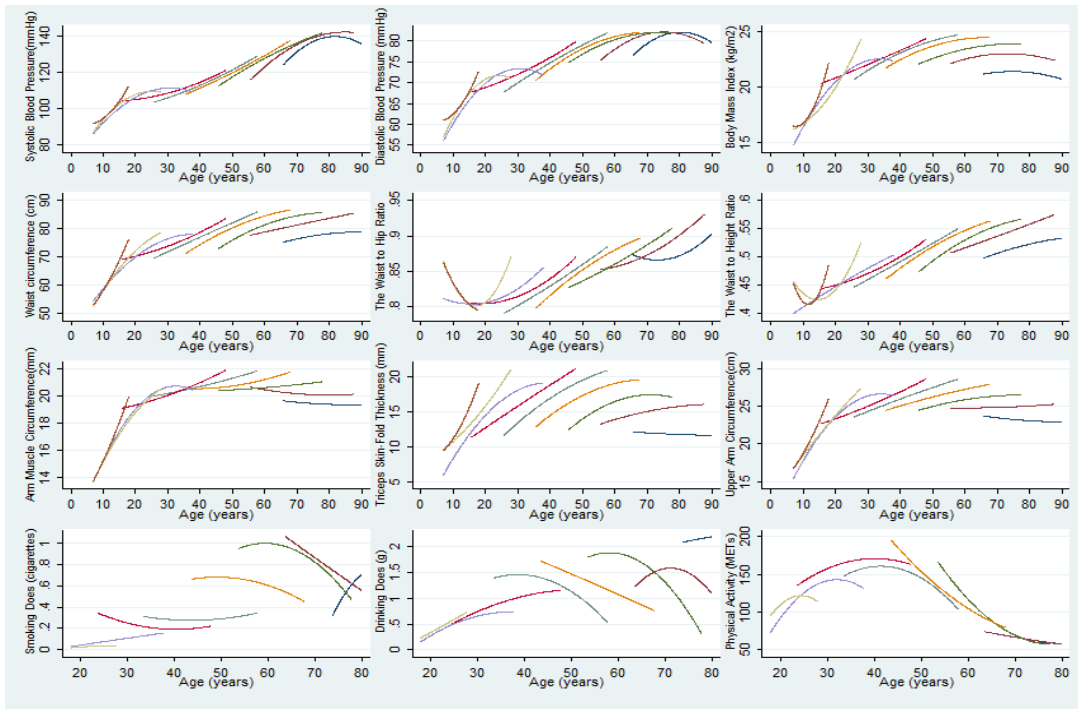 Systolic Blood Pressure(mmHg)
80 100 120 140
0 10 20 30 40 50 60 70 80 90
Age (years)
Diastolic Blood Pressure (mmHg)
55 60 65 70 75 80
0 10 20 30 40 50 60 70 80 90
Age (years)
Body Mass Index (kg/m2)
15 20 25
0 10 20 30 40 50 60 70 80 90
Age (years)
Waist circumference (cm)
50 60 70 80 90
0 10 20 30 40 50 60 70 80 90
Age (years)
The Waist to Hip Ratio
.8 .85 .9 .95
0 10 20 30 40 50 60 70 80 90
Age (years)
The Waist to Height Ratio
.4 .45 .5 .55 .6
0 10 20 30 40 50 60 70 80 90
Age (years)
Arm Muscle Circumference(cm)
14 16 18 20 22
0 10 20 30 40 50 60 70 80 90
Age (years)
Triceps Skin-Fold Thickness (mm)
5 10 15 20
0 10 20 30 40 50 60 70 80 90
Age (years)
Upper Arm Circumference(cm)
15 20 25 30
0 10 20 30 40 50 60 70 80 90
Age (years)
Smoking Does (cigarettes)
0 .2 .4 .6 .8 1
20 30 40 50 60 70 80
Age (years)
Drinking Does (g)
0 .5 1 1.5 2
20 30 40 50 60 70 80
Age (years)
Physical Activity (METs)
50 100 150 200
20 30 40 50 60 70 80
Age (years)